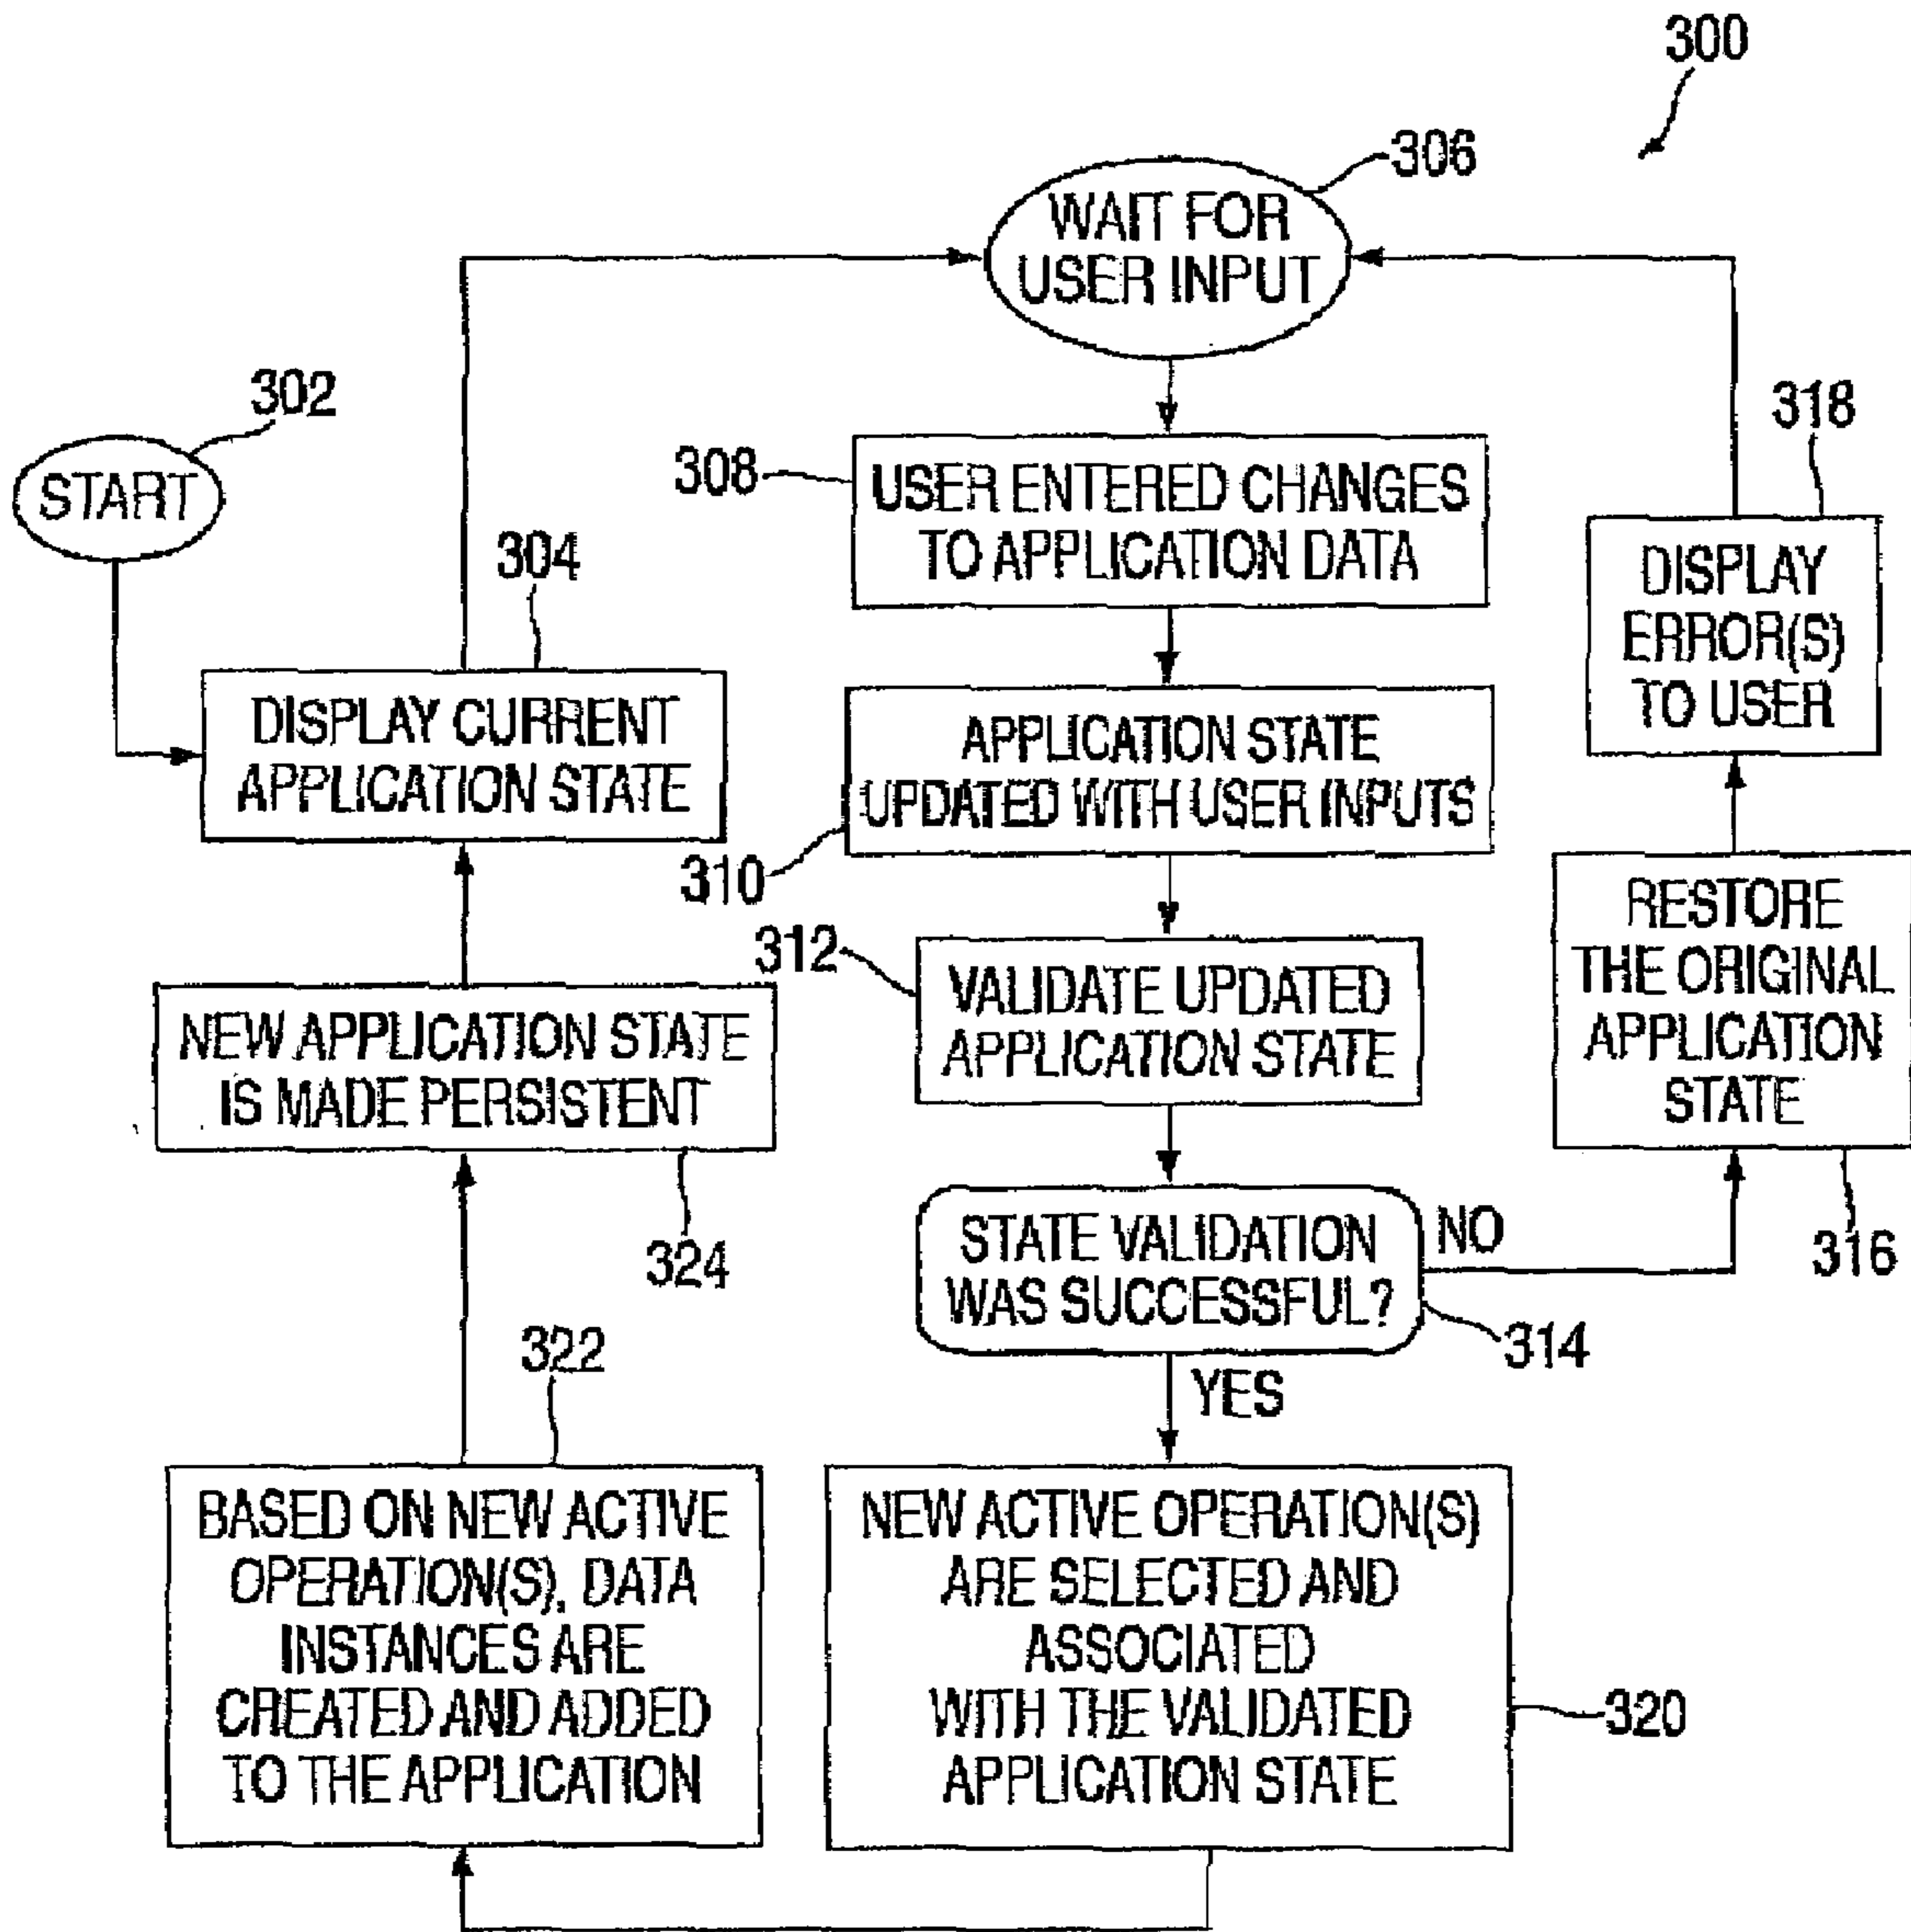 300
306
WAIT FOR
USER INPUT
302
START
308
USER ENTERED CHANGES
TO APPLICATION DATA
318
DISPLAY
ERROR(S)
TO USER
304
DISPLAY CURRENT
APPLICATION STATE
APPLICATION STATE
UPDATED WITH USER INPUTS
310
312
VALIDATE UPDATED
APPLICATION STATE
RESTORE
THE ORIGINAL
APPLICATION
STATE
316
NEW APPLICATION STATE
IS MADE PERSISTENT
324
STATE VALIDATION
WAS SUCCESSFUL?
NO
314
YES
322
BASED ON NEW ACTIVE
OPERATION(S), DATA
INSTANCES ARE
CREATED AND ADDED
TO THE APPLICATION
NEW ACTIVE OPERATION(S)
ARE SELECTED AND
ASSOCIATED
WITH THE VALIDATED
APPLICATION STATE
320